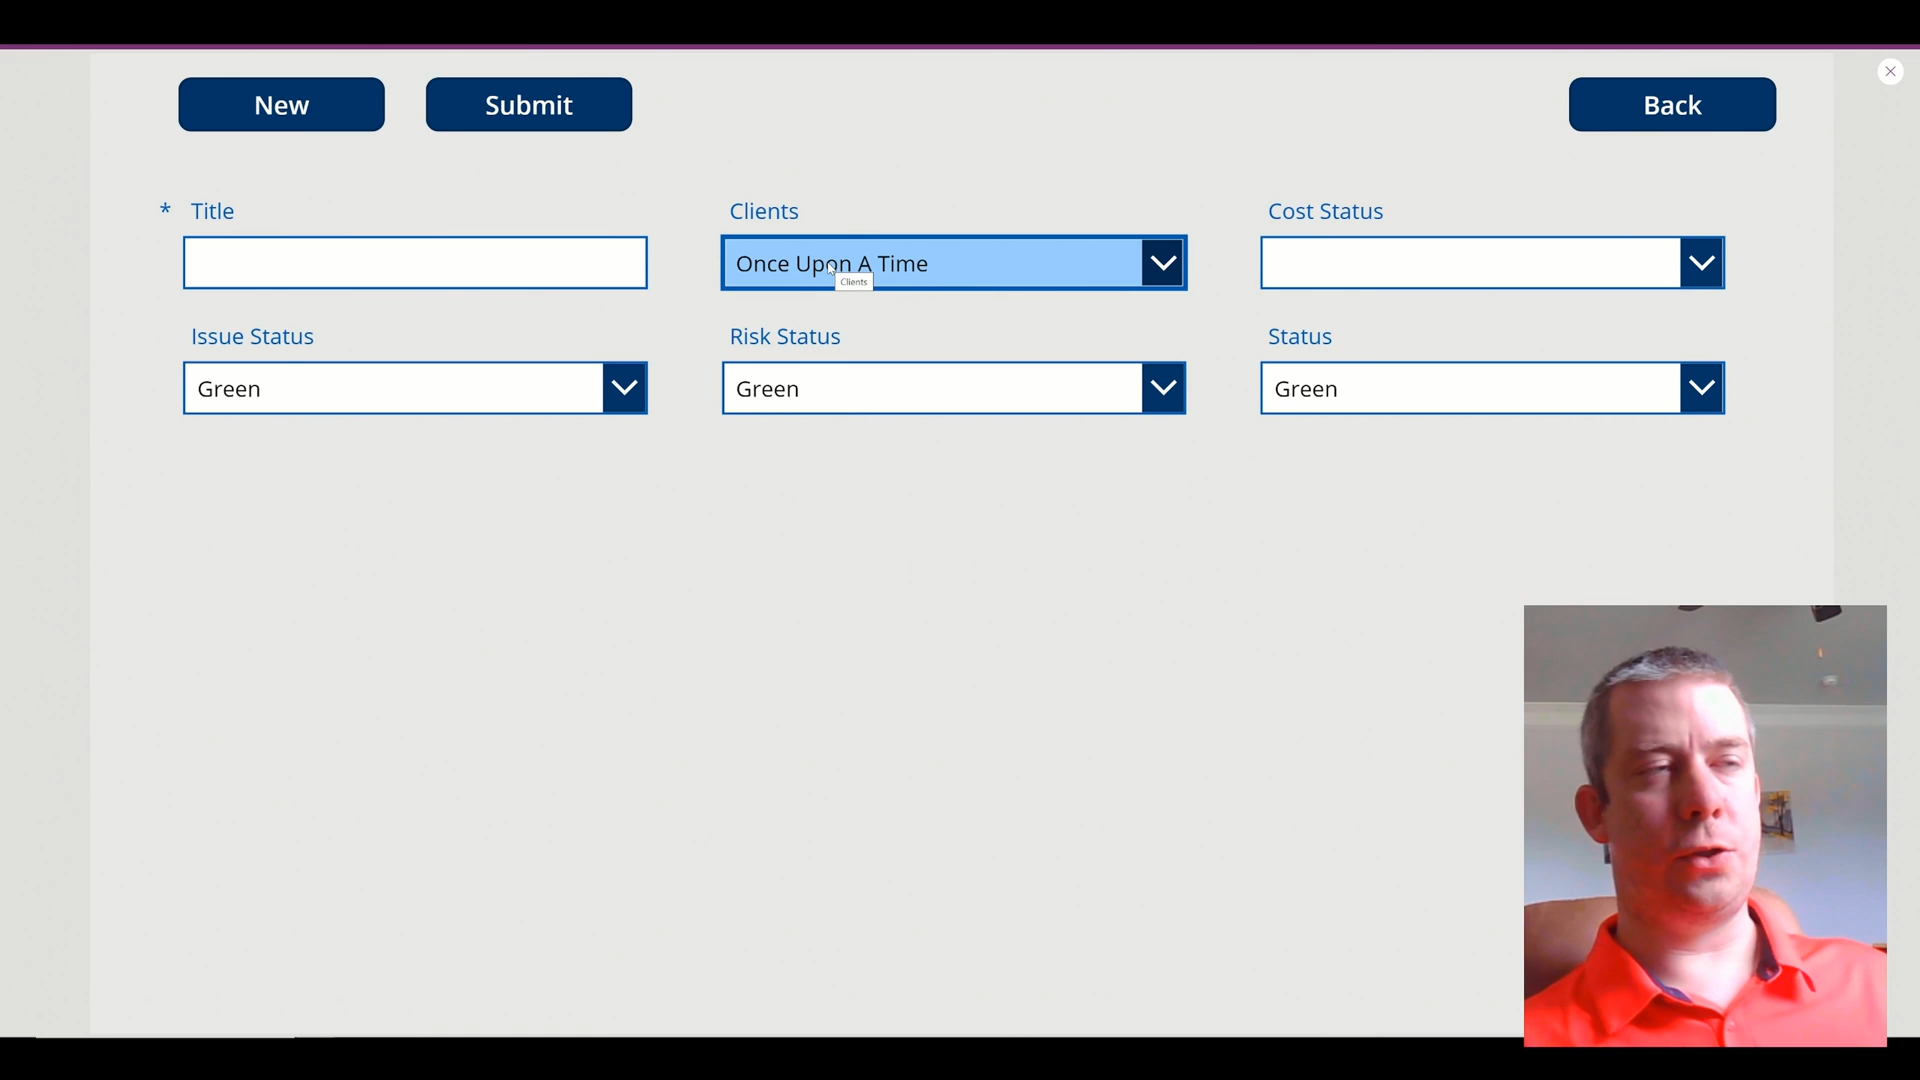 New Submit Back
* Title Clients Cost Status
Once Upon A Time
Clients
Issue Status Risk Status Status
Green Green Green